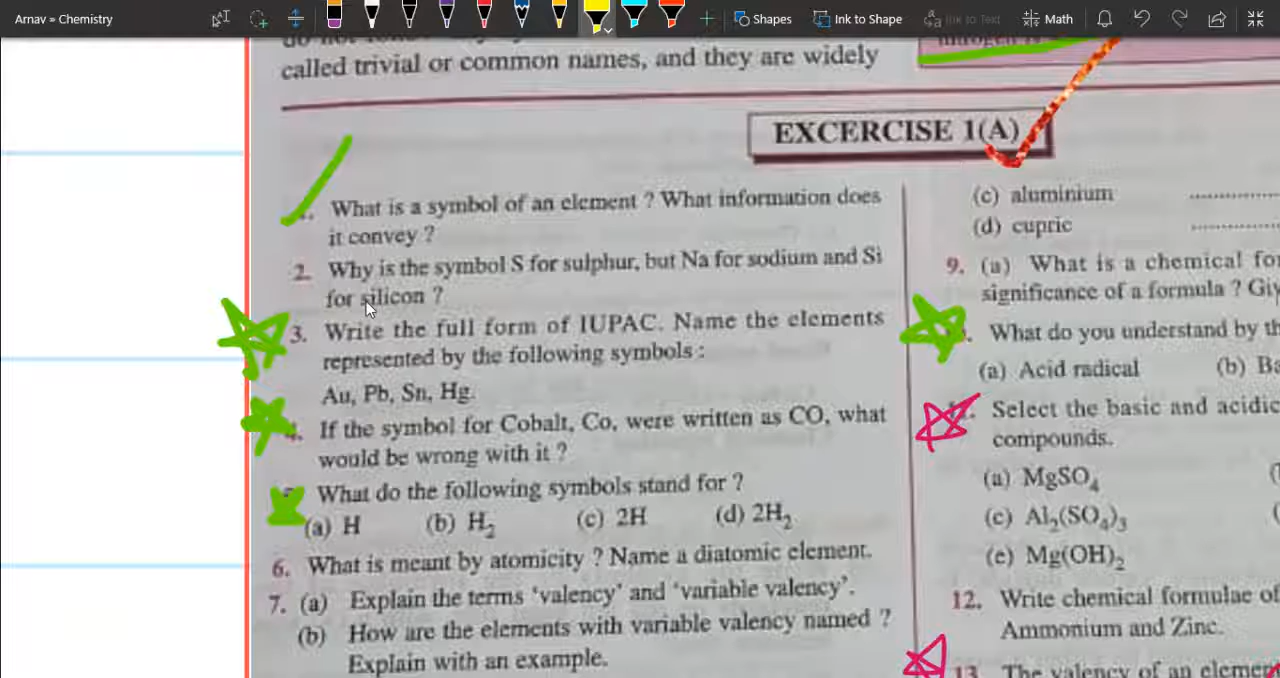 Arnav » Chemistry
Shapes
Ink to Shape
Ink to Text
Math
called trivial or common names, and they are widely
EXCERCISE 1(A)
What is a symbol of an element ? What information does
it convey ?
2. Why is the symbol S for sulphur, but Na for sodium and Si
for silicon ?
3. Write the full form of IUPAC. Name the elements
represented by the following symbols :
Au, Pb, Sn, Hg.
4. If the symbol for Cobalt, Co, were written as CO, what
would be wrong with it ?
What do the following symbols stand for ?
(a) H (b) H₂ (c) 2H (d) 2H₂
6. What is meant by atomicity ? Name a diatomic element.
7. (a) Explain the terms ‘valency’ and ‘variable valency’.
(b) How are the elements with variable valency named ?
Explain with an example.
(c) aluminium ..............
(d) cupric ..............
9. (a) What is a chemical
significance of a formula ?
What do you understand by
(a) Acid radical (b)
Select the basic and
compounds.
(a) MgSO₄
(c) Al₂(SO₄)₃
(e) Mg(OH)₂
12. Write chemical formulae of
Ammonium and Zinc.
13. The valency of an